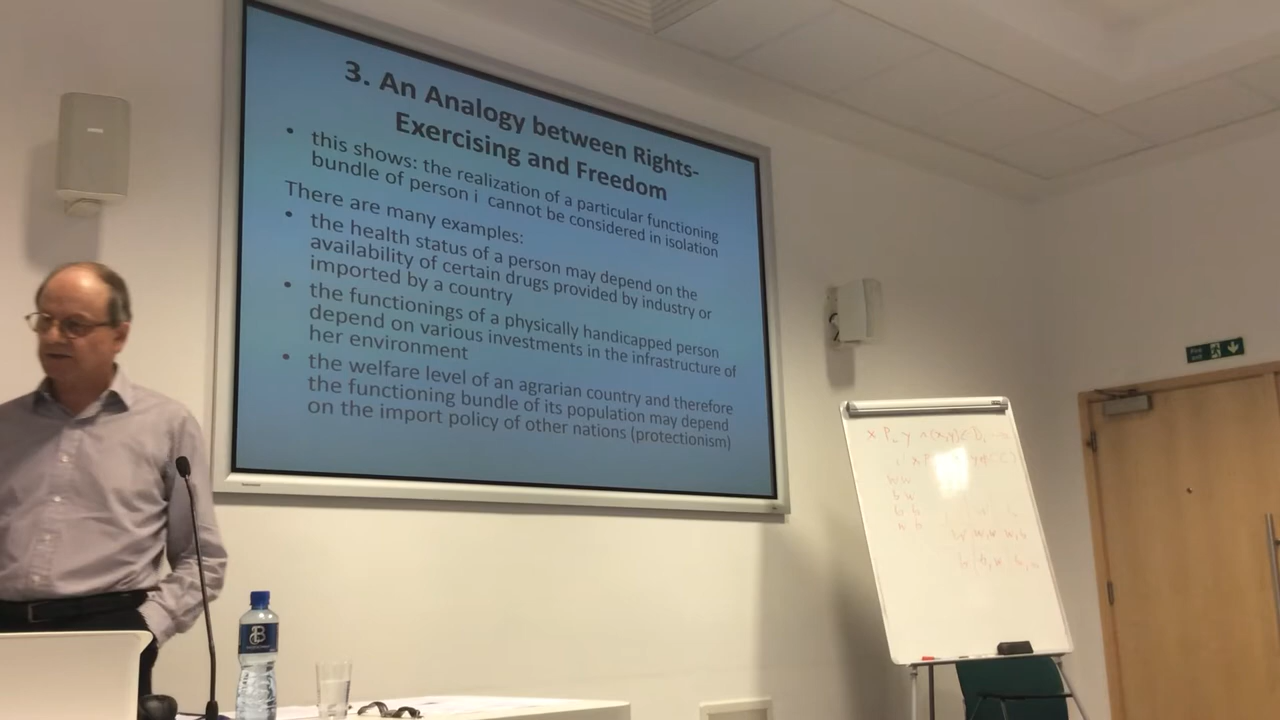 3. An Analogy between Rights-
Exercising and Freedom
• this shows: the realization of a particular functioning
bundle of person i cannot be considered in isolation
There are many examples:
• the health status of a person may depend on the
availability of certain drugs provided by industry or
imported by a country
• the functionings of a physically handicapped person
depend on various investments in the infrastructure of
her environment
• the welfare level of an agrarian country and therefore
the functioning bundle of its population may depend
on the import policy of other nations (protectionism)